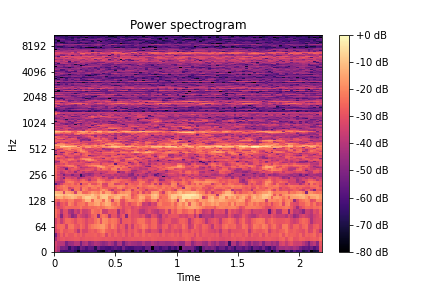 Power spectrogram
8192
4096
2048
1024
512
256
128
64
0
Hz
0
0.5
1
1.5
2
Time
+0 dB
-10 dB
-20 dB
-30 dB
-40 dB
-50 dB
-60 dB
-70 dB
-80 dB